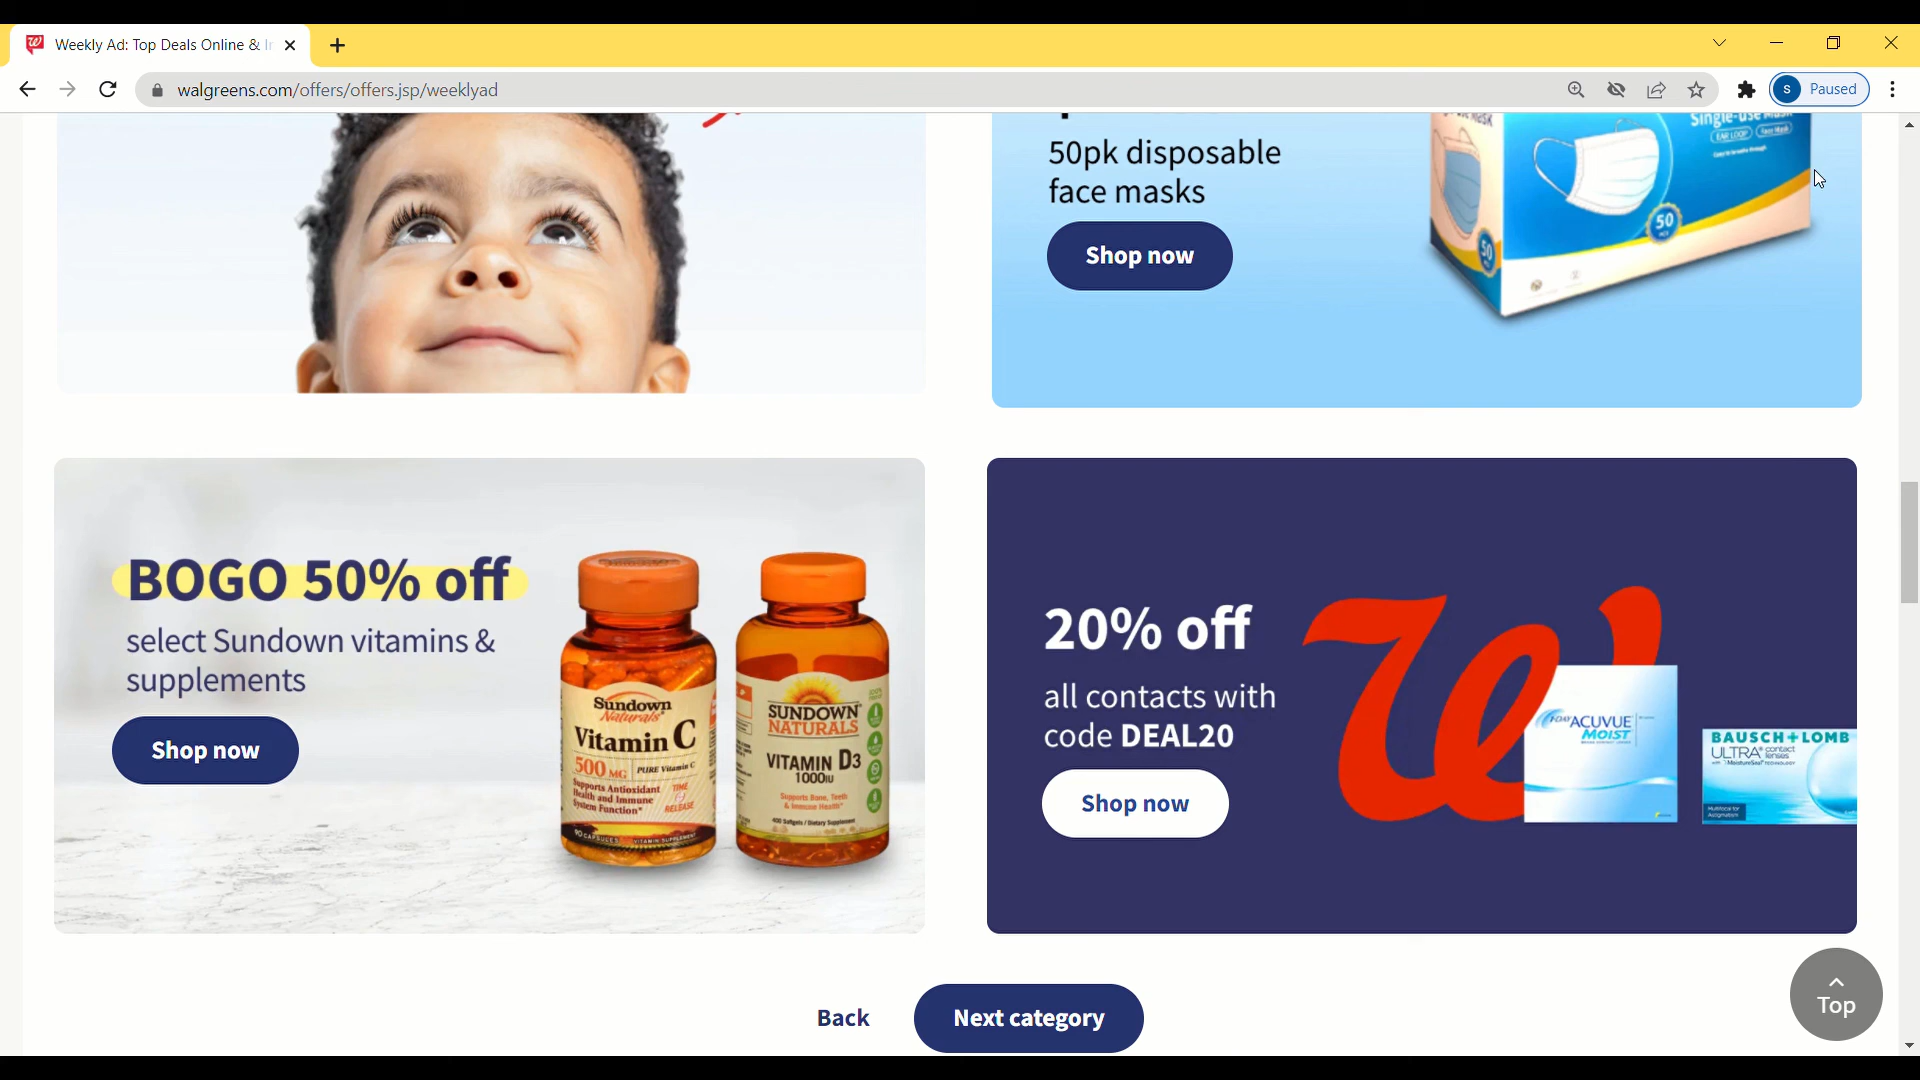 Weekly Ad: Top Deals Online & In
walgreens.com/offers/offers.jsp/weeklyad
S
Paused
50pk disposable
face masks
Shop now
Single-use Mask
EAR LOOP
Face Mask
50
50
BOGO 50% off
select Sundown vitamins &
supplements
Shop now
Sundown
Naturals
Vitamin C
500 MG
PURE Vitamin C
Supports Antioxidant
Health and Immune
System Function*
TIME
RELEASE
90 CAPSULES
VITAMIN SUPPLEMENT
SUNDOWN
NATURALS
VITAMIN D3
1000IU
Supports Bone, Teeth
& Immune Health*
400 Softgels / Dietary Supplement
20% off
all contacts with
code DEAL20
Shop now
W
1-DAY ACUVUE
MOIST
BAUSCH + LOMB
ULTRA® contact
lenses
with MoistureSeal® TECHNOLOGY
Multifocal for
Astigmatism
Back
Next category
Top